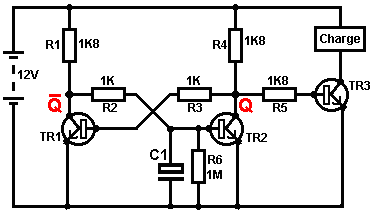 R1 1K8
R4 1K8
Charge
12V
1K
1K
1K8
TR3
Q̅
R2
R3
Q
R5
TR1
TR2
C1
R6
1M